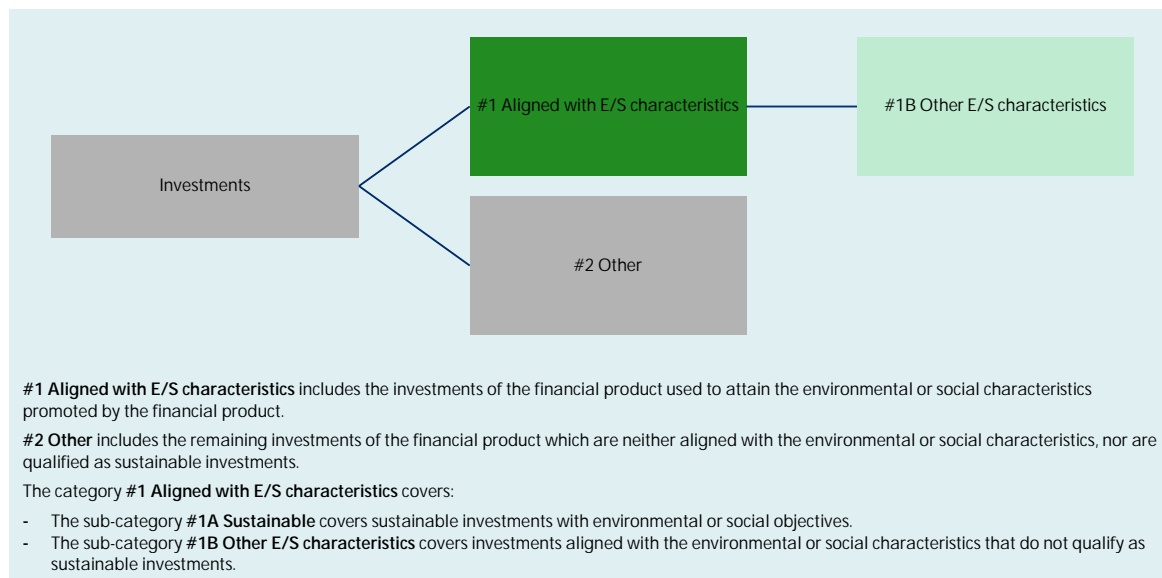 #1 Aligned with E/S characteristics
#1B Other E/S characteristics
Investments
#2 Other
#1 Aligned with E/S characteristics includes the investments of the financial product used to attain the environmental or social characteristics
promoted by the financial product.
#2 Other includes the remaining investments of the financial product which are neither aligned with the environmental or social characteristics, nor are
qualified as sustainable investments.
The category #1 Aligned with E/S characteristics covers:
- The sub-category #1A Sustainable covers sustainable investments with environmental or social objectives.
- The sub-category #1B Other E/S characteristics covers investments aligned with the environmental or social characteristics that do not qualify as
sustainable investments.